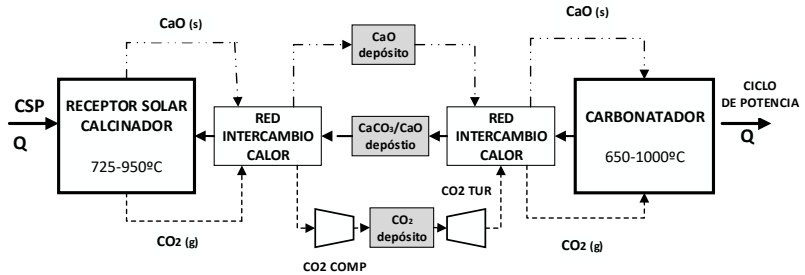 CaO (s)
CaO (s)
CaO
depósito
CSP
Q
RECEPTOR SOLAR
CALCINADOR
725-950ºC
RED
INTERCAMBIO
CALOR
CaCO3/CaO
depóstio
RED
INTERCAMBIO
CALOR
CARBONATADOR
650-1000ºC
CICLO
DE POTENCIA
Q
CO2 (g)
CO2 COMP
CO2
depósito
CO2 TUR
CO2 (g)